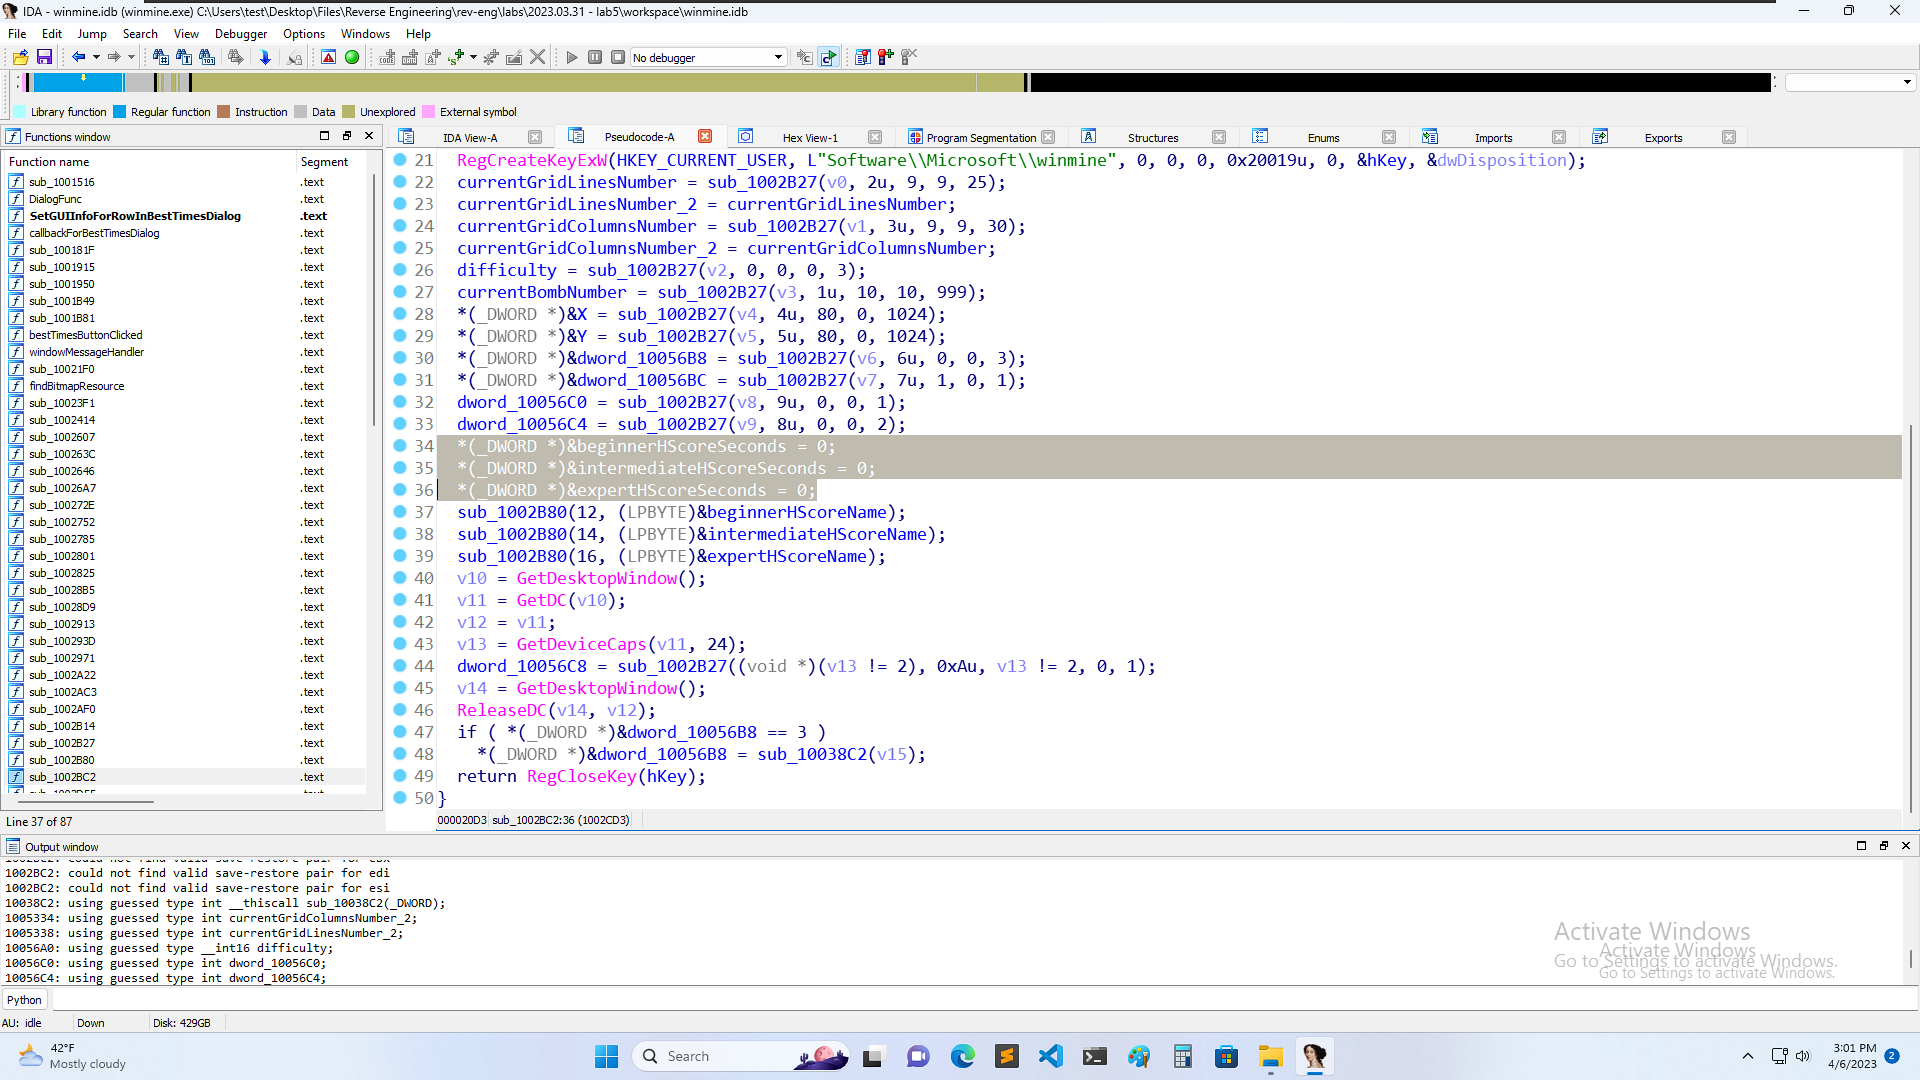 IDA - winmine.idb (winmine.exe) C:\Users\test\Desktop\Files\Reverse Engineering\rev-eng\labs\2023.03.31 - lab5\workspace\winmine.idb
File Edit Jump Search View Debugger Options Windows Help
No debugger
Library function Regular function Instruction Data Unexplored External symbol
Functions window
IDA View-A Pseudocode-A Hex View-1 Program Segmentation Structures Enums Imports Exports
Function name Segment
sub_1001516 .text
DialogFunc .text
SetGUIInfoForRowInBestTimesDialog .text
callbackForBestTimesDialog .text
sub_100181F .text
sub_1001915 .text
sub_1001950 .text
sub_1001B49 .text
sub_1001B81 .text
bestTimesButtonClicked .text
windowMessageHandler .text
sub_10021F0 .text
findBitmapResource .text
sub_10023F1 .text
sub_1002414 .text
sub_1002607 .text
sub_100263C .text
sub_1002646 .text
sub_10026A7 .text
sub_100272E .text
sub_1002752 .text
sub_1002785 .text
sub_1002801 .text
sub_1002825 .text
sub_10028B5 .text
sub_10028D9 .text
sub_1002913 .text
sub_100293D .text
sub_1002971 .text
sub_1002A22 .text
sub_1002AC3 .text
sub_1002AF0 .text
sub_1002B14 .text
sub_1002B27 .text
sub_1002B80 .text
sub_1002BC2 .text
Line 37 of 87
21 RegCreateKeyExW(HKEY_CURRENT_USER, L"Software\\Microsoft\\winmine", 0, 0, 0, 0x20019u, 0, &hKey, &dwDisposition);
22 currentGridLinesNumber = sub_1002B27(v0, 2u, 9, 9, 25);
23 currentGridLinesNumber_2 = currentGridLinesNumber;
24 currentGridColumnsNumber = sub_1002B27(v1, 3u, 9, 9, 30);
25 currentGridColumnsNumber_2 = currentGridColumnsNumber;
26 difficulty = sub_1002B27(v2, 0, 0, 0, 3);
27 currentBombNumber = sub_1002B27(v3, 1u, 10, 10, 999);
28 *(_DWORD *)&X = sub_1002B27(v4, 4u, 80, 0, 1024);
29 *(_DWORD *)&Y = sub_1002B27(v5, 5u, 80, 0, 1024);
30 *(_DWORD *)&dword_10056B8 = sub_1002B27(v6, 6u, 0, 0, 3);
31 *(_DWORD *)&dword_10056BC = sub_1002B27(v7, 7u, 1, 0, 1);
32 dword_10056C0 = sub_1002B27(v8, 9u, 0, 0, 1);
33 dword_10056C4 = sub_1002B27(v9, 8u, 0, 0, 2);
34 *(_DWORD *)&beginnerHScoreSeconds = 0;
35 *(_DWORD *)&intermediateHScoreSeconds = 0;
36 *(_DWORD *)&expertHScoreSeconds = 0;
37 sub_1002B80(12, (LPBYTE)&beginnerHScoreName);
38 sub_1002B80(14, (LPBYTE)&intermediateHScoreName);
39 sub_1002B80(16, (LPBYTE)&expertHScoreName);
40 v10 = GetDesktopWindow();
41 v11 = GetDC(v10);
42 v12 = v11;
43 v13 = GetDeviceCaps(v11, 24);
44 dword_10056C8 = sub_1002B27((void *)(v13 != 2), 0xAu, v13 != 2, 0, 1);
45 v14 = GetDesktopWindow();
46 ReleaseDC(v14, v12);
47 if ( *(_DWORD *)&dword_10056B8 == 3 )
48 *(_DWORD *)&dword_10056B8 = sub_10038C2(v15);
49 return RegCloseKey(hKey);
50 }
000020D3 sub_1002BC2:36 (1002CD3)
Output window
1002BC2: could not find valid save-restore pair for ebx
1002BC2: could not find valid save-restore pair for edi
1002BC2: could not find valid save-restore pair for esi
10038C2: using guessed type int __thiscall sub_10038C2(_DWORD);
1005334: using guessed type int currentGridColumnsNumber_2;
1005338: using guessed type int currentGridLinesNumber_2;
10056A0: using guessed type __int16 difficulty;
10056C0: using guessed type int dword_10056C0;
10056C4: using guessed type int dword_10056C4;
Activate Windows
Go to Settings to activate Windows.
Activate Windows
Go to Settings to activate Windows.
Python
AU: idle Down Disk: 429GB
42°F
Mostly cloudy
Search
3:01 PM
4/6/2023
2